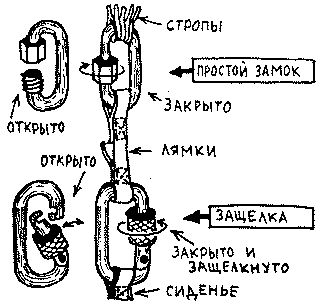 СТРОПЫ
ПРОСТОЙ ЗАМОК
ЗАКРЫТО
ОТКРЫТО
ЛЯМКИ
ОТКРЫТО
ЗАЩЕЛКА
ЗАКРЫТО И
ЗАЩЕЛКНУТО
СИДЕНЬЕ